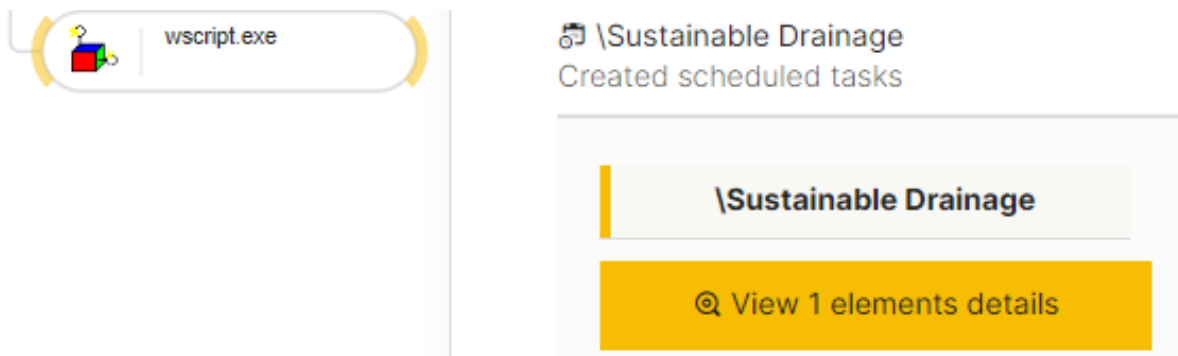 wscript.exe
\Sustainable Drainage
Created scheduled tasks
\Sustainable Drainage
View 1 elements details